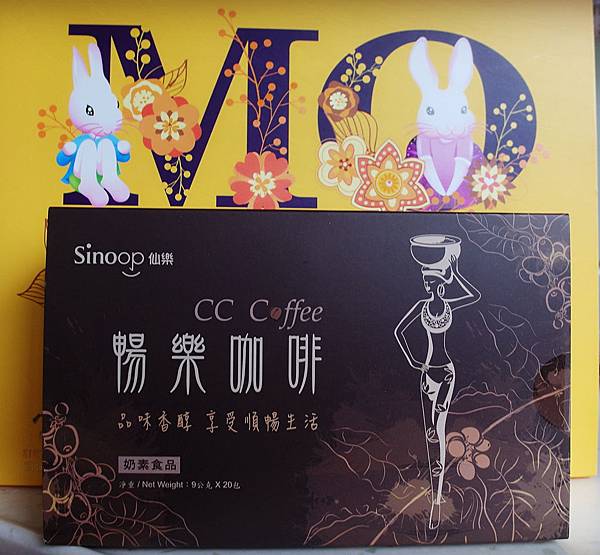 MO
Sinoop 仙樂
CC Coffee
暢樂咖啡
品味香醇 享受順暢生活
奶素食品
淨重 / Net Weight：9公克 X 20包